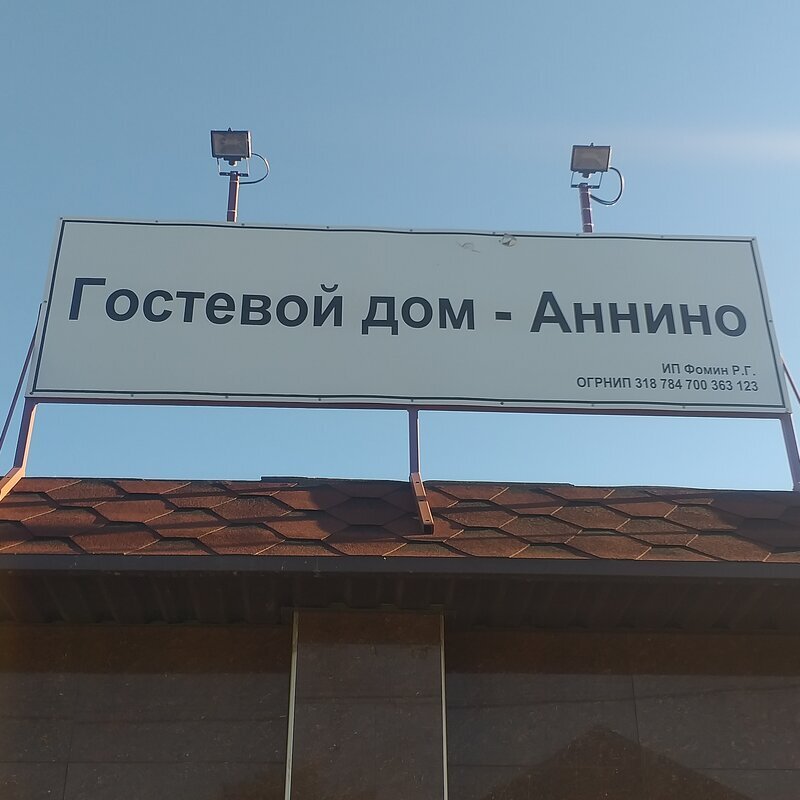 Гостевой дом - Аннино
ИП Фомин Р.Г.
ОГРНИП 318 784 700 363 123